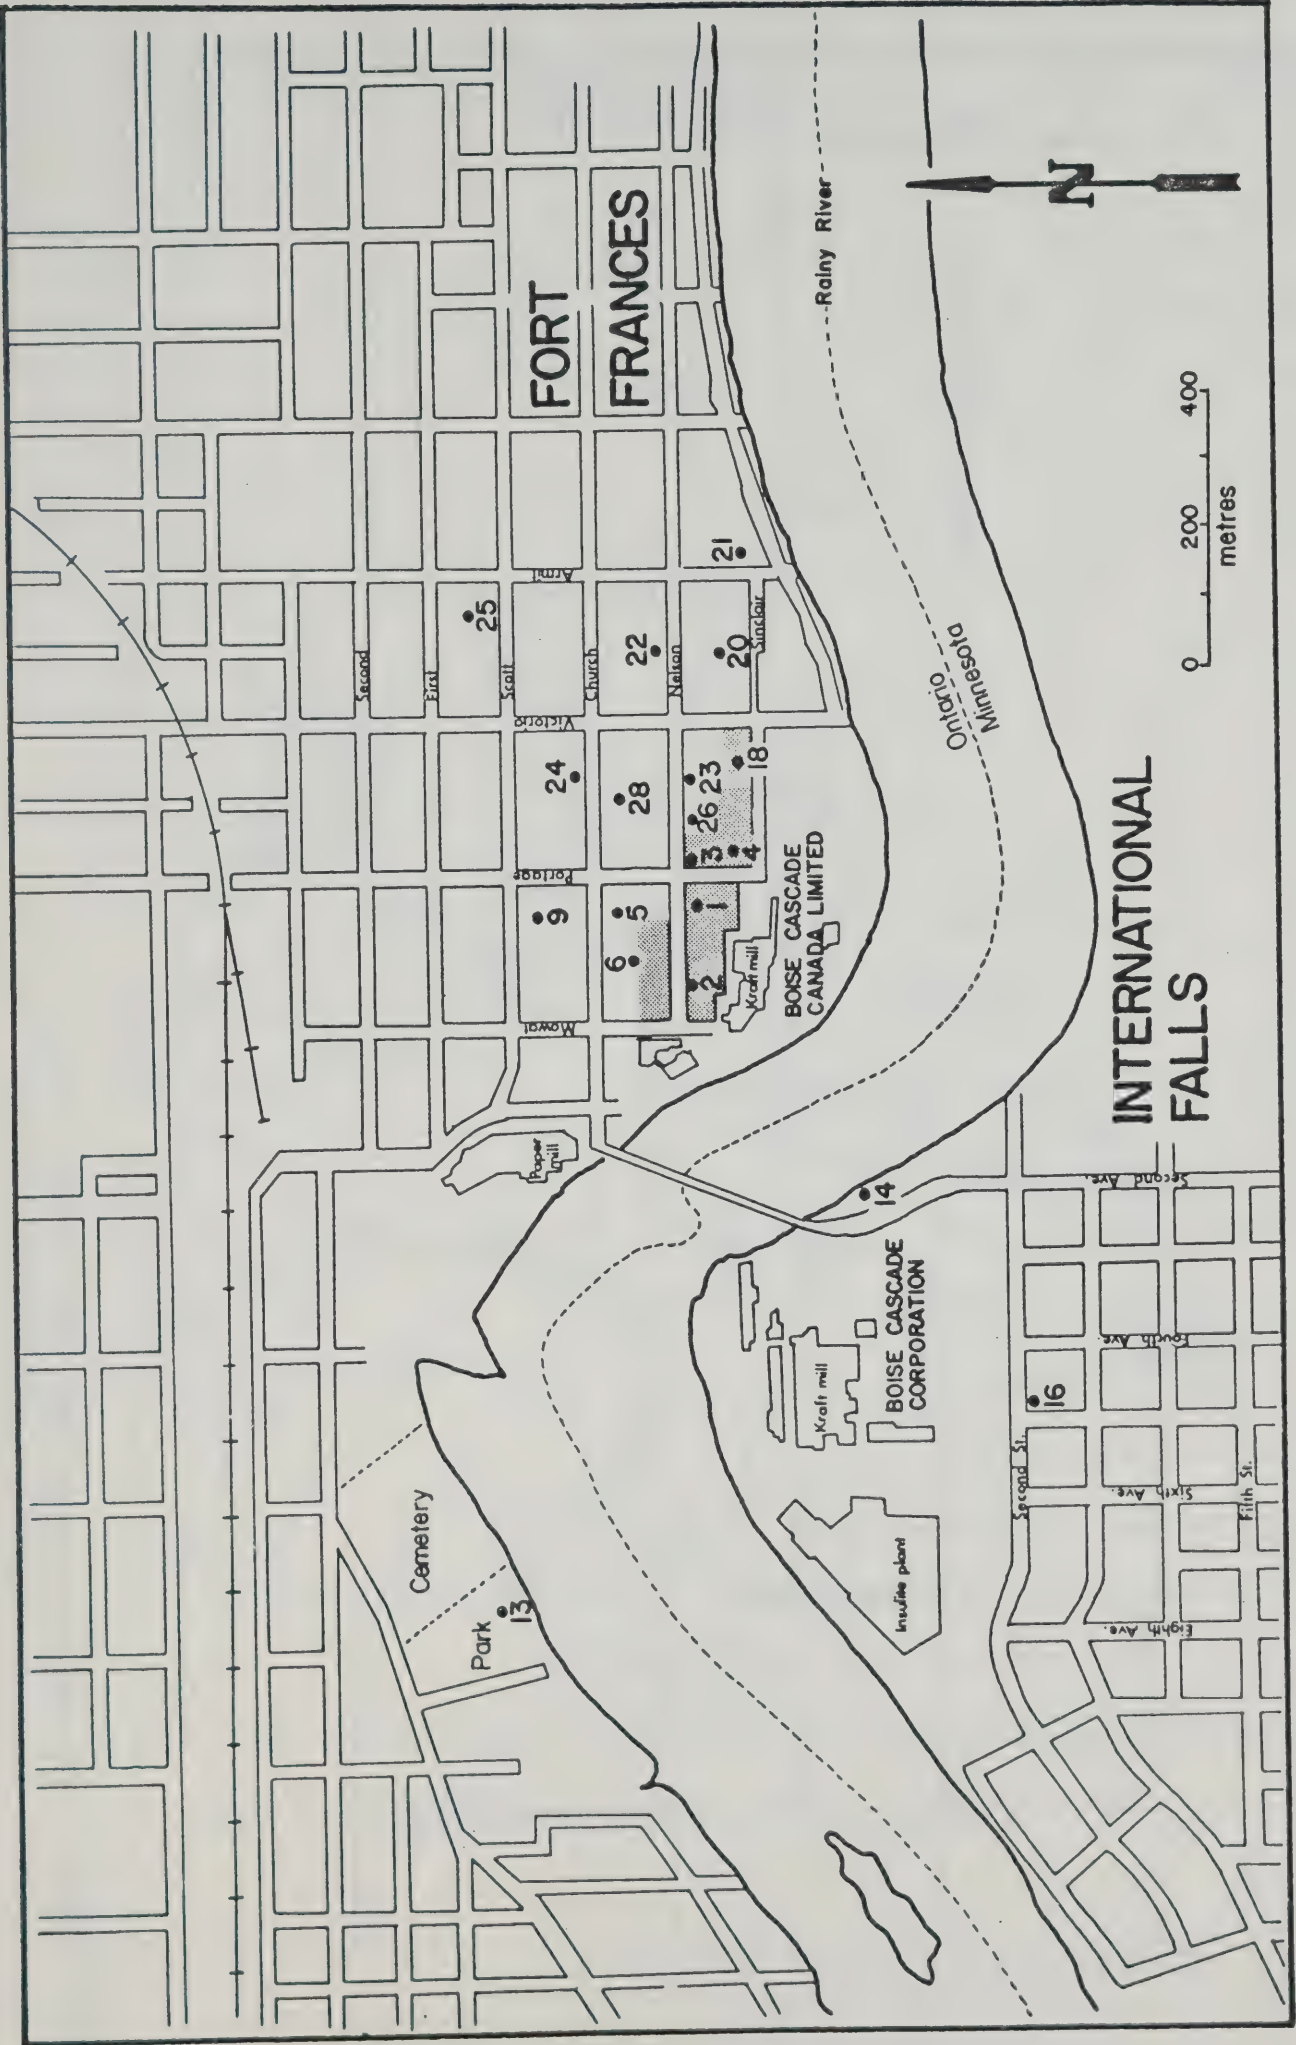 FORT
FRANCES
Second
First
Scott
Church
Nelson
Sinclair
Armit
Victoria
Portage
Mowat
25
22
21
20
24
28
23
18
26
3
4
9
5
6
1
2
Kraft mill
BOISE CASCADE
CANADA LIMITED
Paper
mill
Cemetery
Park
13
Rainy River
Ontario
Minnesota
N
0 200 400
metres
INTERNATIONAL
FALLS
14
BOISE CASCADE
CORPORATION
Kraft mill
Insulite plant
16
Second St.
Fifth St.
Second Ave.
Fourth Ave.
Sixth Ave.
Eighth Ave.